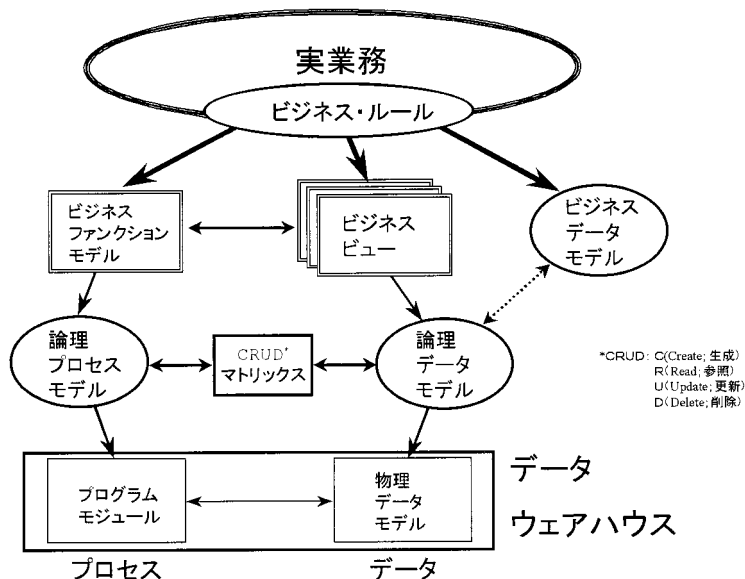 実業務
ビジネス・ルール
ビジネス
ファンクション
モデル
ビジネス
ビュー
ビジネス
データ
モデル
論理
プロセス
モデル
CRUD*
マトリックス
論理
データ
モデル
*CRUD: C(Create;生成)
R(Read;参照)
U(Update;更新)
D(Delete;削除)
プログラム
モジュール
物理
データ
モデル
データ
ウェアハウス
プロセス
データ